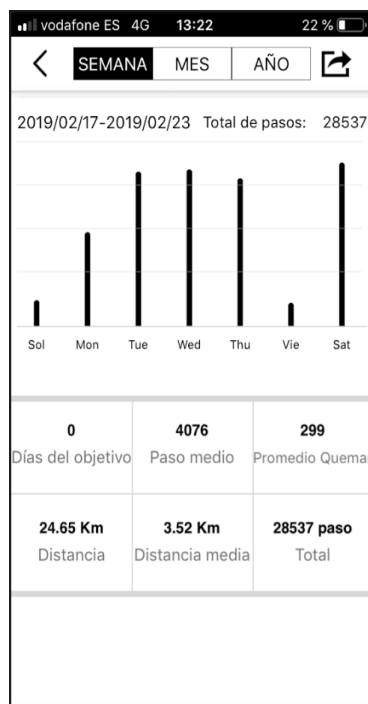 vodafone ES 4G 13:22 22 %
SEMANA MES AÑO
2019/02/17-2019/02/23 Total de pasos: 28537
Sol Mon Tue Wed Thu Vie Sat
0 4076 299
Días del objetivo Paso medio Promedio Quemar
24.65 Km 3.52 Km 28537 paso
Distancia Distancia media Total